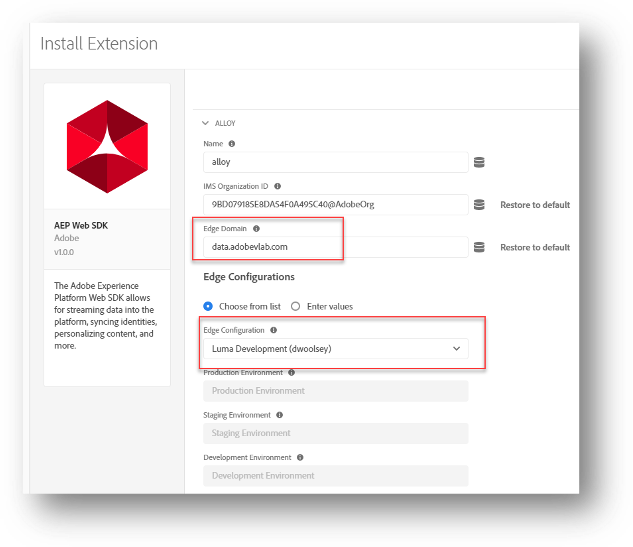 Install Extension
AEP Web SDK
Adobe
v1.0.0
The Adobe Experience
Platform Web SDK allows
for streaming data into the
platform, syncing identities,
personalizing content, and
more.
ALLOY
Name
alloy
IMS Organization ID
9BD079185E8DA54F0A495C40@AdobeOrg
Restore to default
Edge Domain
data.adobevlab.com
Restore to default
Edge Configurations
Choose from list
Enter values
Edge Configuration
Luma Development (dwoolsey)
Production Environment
Production Environment
Staging Environment
Staging Environment
Development Environment
Development Environment